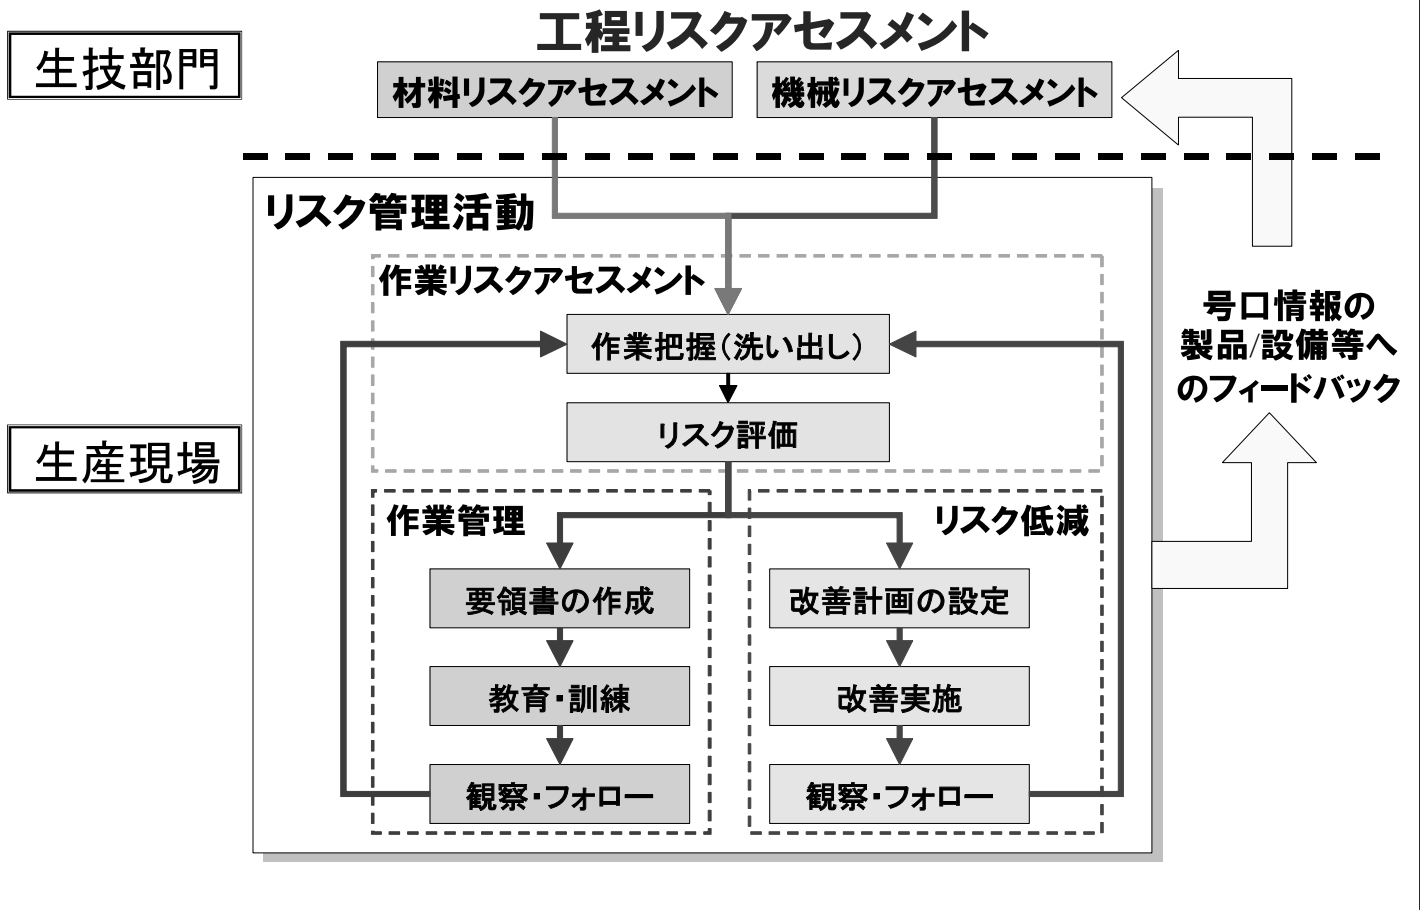 工程リスクアセスメント
生技部門
材料リスクアセスメント
機械リスクアセスメント
リスク管理活動
作業リスクアセスメント
作業把握(洗い出し)
リスク評価
号口情報の
製品/設備等へ
のフィードバック
生産現場
作業管理
リスク低減
要領書の作成
改善計画の設定
教育・訓練
改善実施
観察・フォロー
観察・フォロー